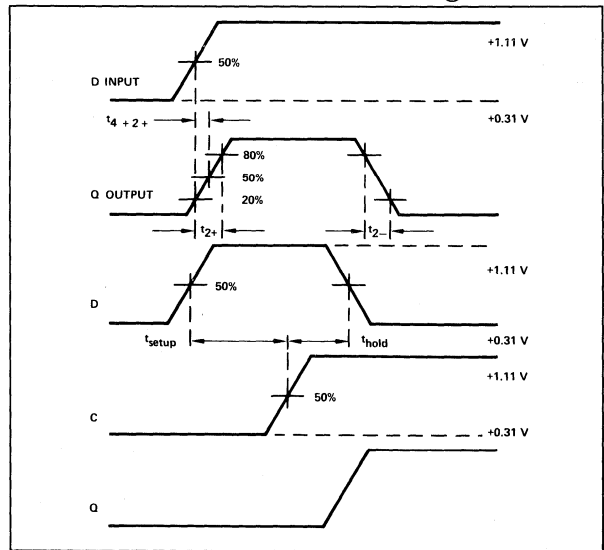 +1.11 V
50%
D INPUT
+0.31 V
t4 + 2 +
80%
50%
Q OUTPUT
20%
t2+
t2–
+1.11 V
50%
D
+0.31 V
tsetup
thold
+1.11 V
50%
C
+0.31 V
Q